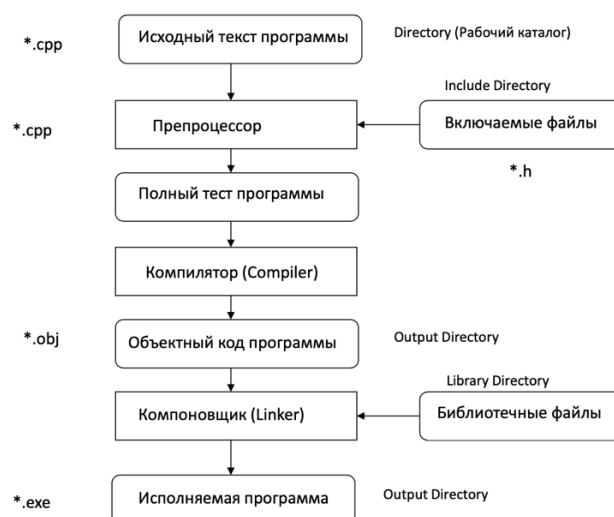 *.cpp
Исходный текст программы
Directory (Рабочий каталог)
Include Directory
*.cpp
Препроцессор
Включаемые файлы
*.h
Полный тест программы
Компилятор (Compiler)
*.obj
Объектный код программы
Output Directory
Library Directory
Компоновщик (Linker)
Библиотечные файлы
*.exe
Исполняемая программа
Output Directory